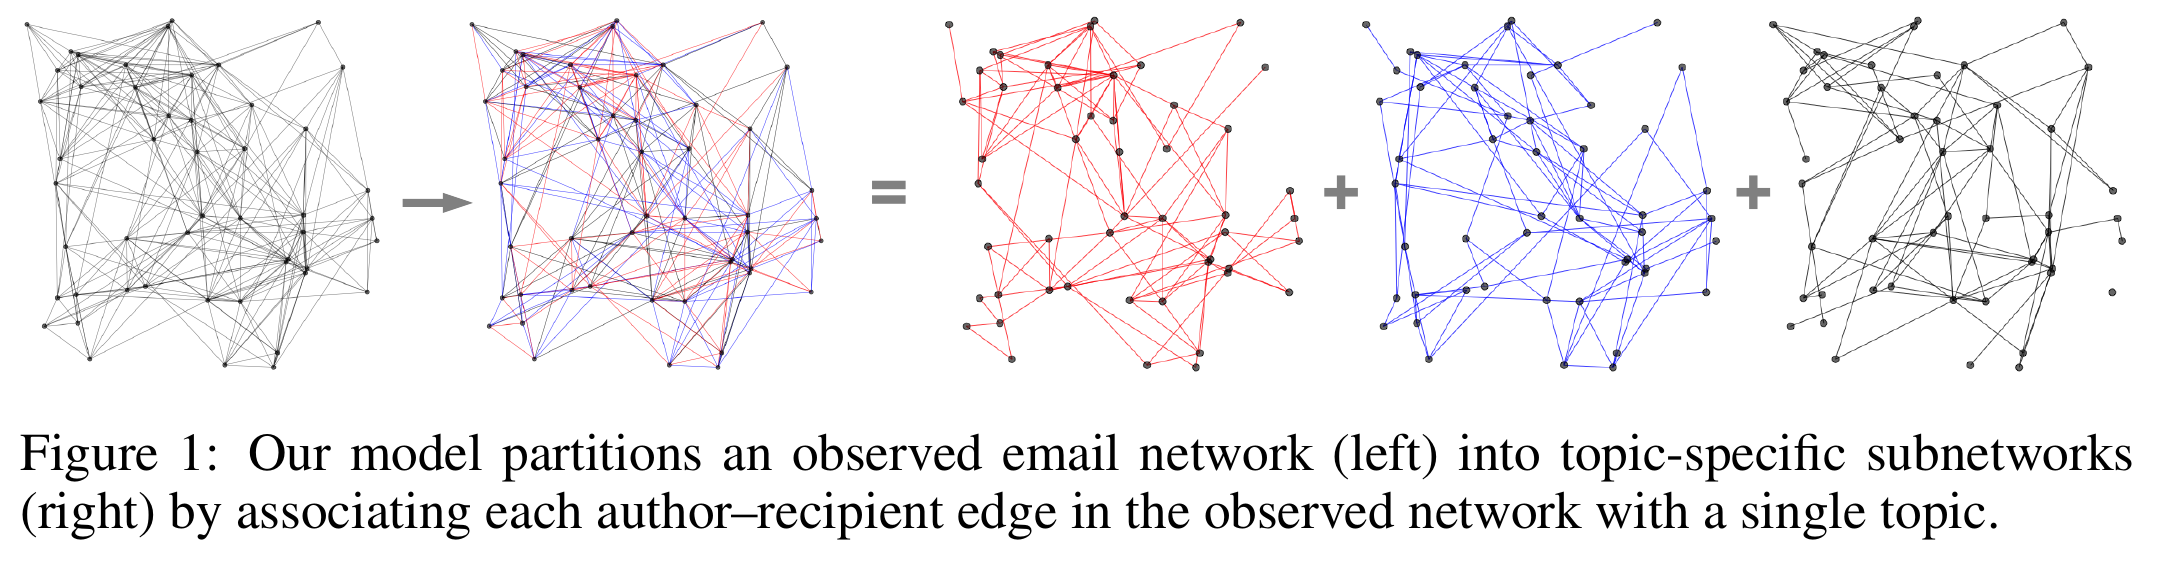 Figure 1: Our model partitions an observed email network (left) into topic-specific subnetworks
(right) by associating each author–recipient edge in the observed network with a single topic.